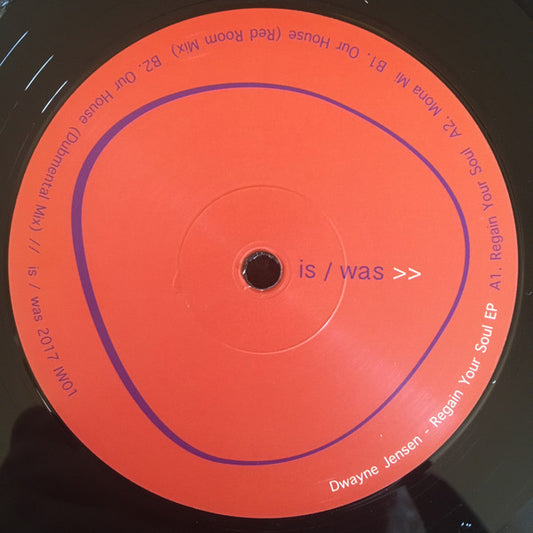 is / was >>
Dwayne Jensen - Regain Your Soul EP A1. Regain Your Soul A2. Mona Mi B1. Our House (Red Room Mix) B2. Our House (Dubmental Mix) // is / was 2017 IW01